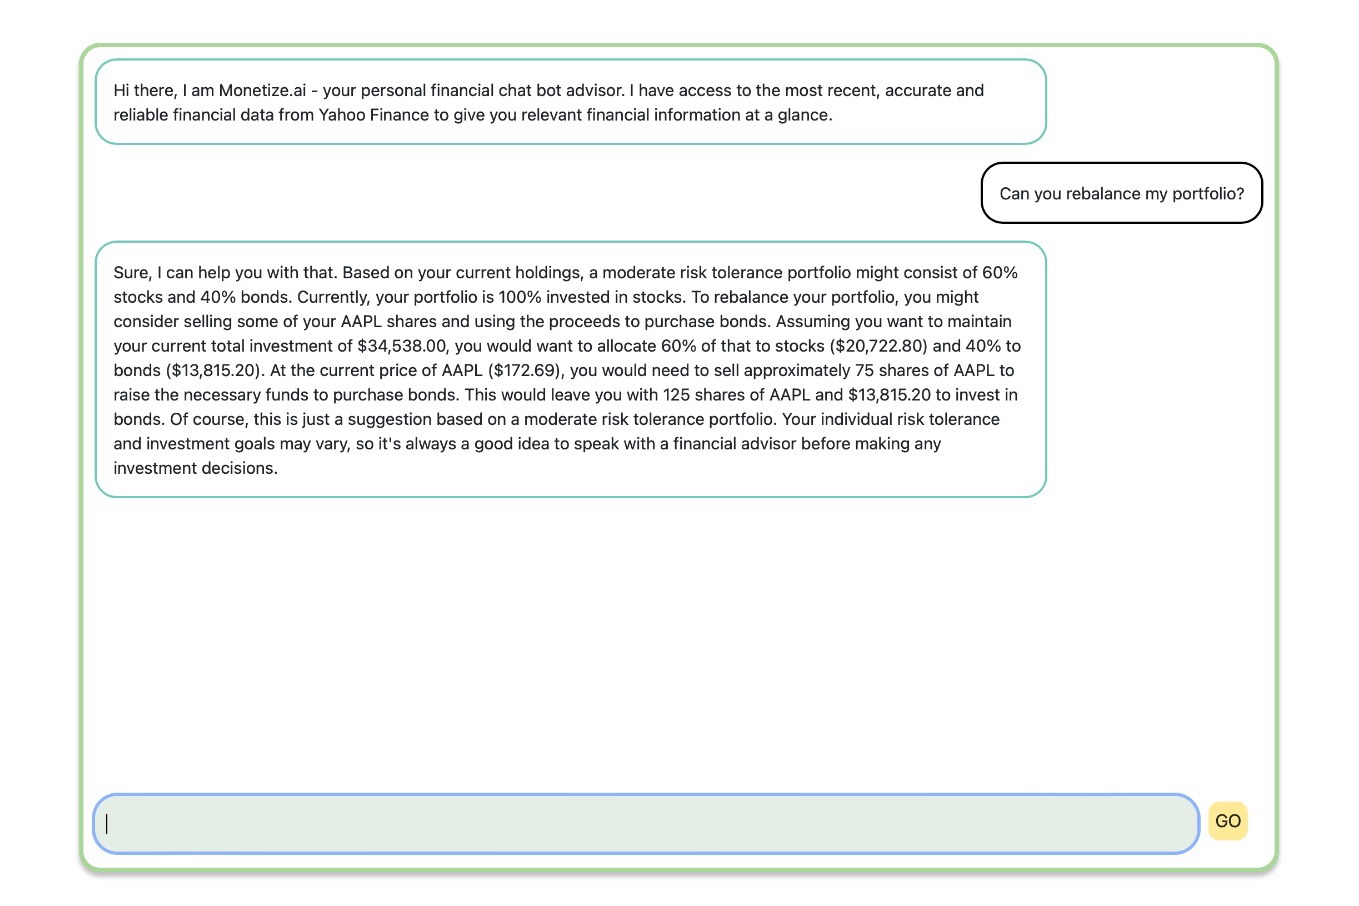 Hi there, I am Monetize.ai - your personal financial chat bot advisor. I have access to the most recent, accurate and
reliable financial data from Yahoo Finance to give you relevant financial information at a glance.
Can you rebalance my portfolio?
Sure, I can help you with that. Based on your current holdings, a moderate risk tolerance portfolio might consist of 60%
stocks and 40% bonds. Currently, your portfolio is 100% invested in stocks. To rebalance your portfolio, you might
consider selling some of your AAPL shares and using the proceeds to purchase bonds. Assuming you want to maintain
your current total investment of $34,538.00, you would want to allocate 60% of that to stocks ($20,722.80) and 40% to
bonds ($13,815.20). At the current price of AAPL ($172.69), you would need to sell approximately 75 shares of AAPL to
raise the necessary funds to purchase bonds. This would leave you with 125 shares of AAPL and $13,815.20 to invest in
bonds. Of course, this is just a suggestion based on a moderate risk tolerance portfolio. Your individual risk tolerance
and investment goals may vary, so it's always a good idea to speak with a financial advisor before making any
investment decisions.
GO